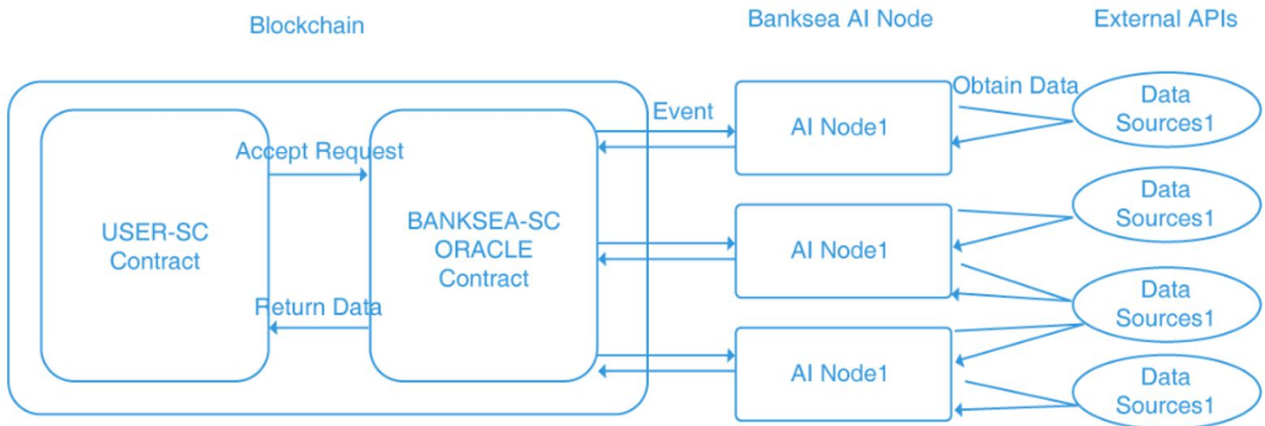 Blockchain
Banksea AI Node
External APIs
Event
Obtain Data
Accept Request
Return Data
USER-SC
Contract
BANKSEA-SC
ORACLE
Contract
AI Node1
AI Node1
AI Node1
Data
Sources1
Data
Sources1
Data
Sources1
Data
Sources1